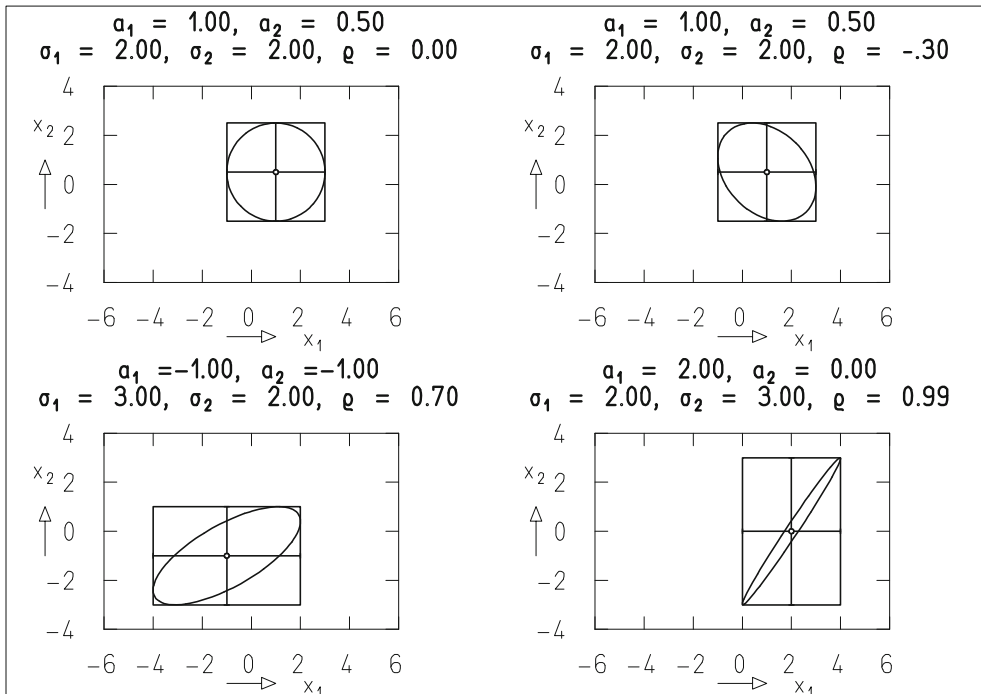 a1 = 1.00, a2 = 0.50
σ1 = 2.00, σ2 = 2.00, ϱ = 0.00
4
x2 2
0
−2
−4
−6 −4 −2 0 2 4 6
x1
a1 = 1.00, a2 = 0.50
σ1 = 2.00, σ2 = 2.00, ϱ = -.30
4
x2 2
0
−2
−4
−6 −4 −2 0 2 4 6
x1
a1 =−1.00, a2 =−1.00
σ1 = 3.00, σ2 = 2.00, ϱ = 0.70
4
x2 2
0
−2
−4
−6 −4 −2 0 2 4 6
x1
a1 = 2.00, a2 = 0.00
σ1 = 2.00, σ2 = 3.00, ϱ = 0.99
4
x2 2
0
−2
−4
−6 −4 −2 0 2 4 6
x1